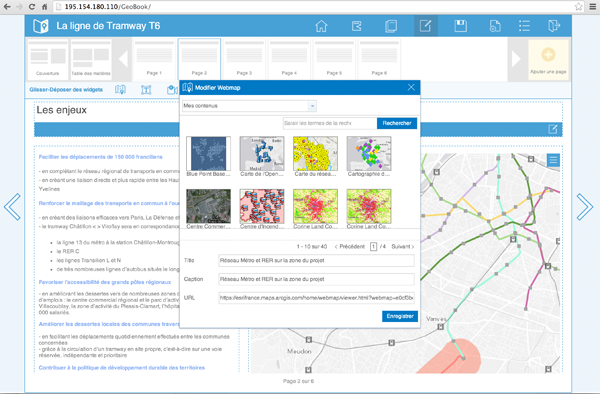 195.154.180.110/GeoBook/
La ligne de Tramway T6
Couverture
Table des matières
Page 1
Page 2
Page 3
Page 4
Page 5
Page 6
Ajouter une page
Glisser-Déposer des widgets
Modifier Webmap
Mes contenus
Saisir les termes de la rech
Rechercher
Les enjeux
Blue Point Base...
Carte de l'Open...
Carte du résea...
Cartographie d
Centre Commer
Centre d'incend
Corine Land Co
Corine Land Co
1 - 10 sur 40
Précédent
1
/ 4
Suivant
Title
Réseau Métro et RER sur la zone du projet
Caption
Réseau Métro et RER sur la zone du projet
URL
https://esrifrance.maps.arcgis.com/home/webmap/viewer.html?webmap=
Enregistrer
Faciliter les déplacements de 150 000 franciliens
- en complétant le réseau régional de transports en comm
- en créant une liaison directe et plus rapide entre les Hau
Yvelines
Renforcer le maillage des transports en commun à l'au
- en créant des liaisons efficaces vers Paris, La Défense et
- le tramway Châtillon < > Viroflay sera en correspondanc
la ligne 13 du métro à la station Châtillon-Montroug
le RER C
les lignes Transilien L et N
de très nombreuses lignes d'autobus situées le long
Favoriser l'accessibilité des grands pôles régionaux
- en améliorant les dessertes vers de nombreuses zones d
d'emplois : le centre commercial régional et le parc d'activi
Villacoublay, la zone d'activité du Plessis-Clamart, l'hôpital
000 salariés.
Améliorer les dessertes locales des communes travers
- en facilitant les déplacements quotidiennement effectués entre les communes
concernées
- grâce à la circulation d'un tramway en site propre, c'est-à-dire sur une voie
réservée, indépendante et prioritaire
Contribuer à la politique de développement durable des territoires
Vanves
Meudon
Page 2 sur 6